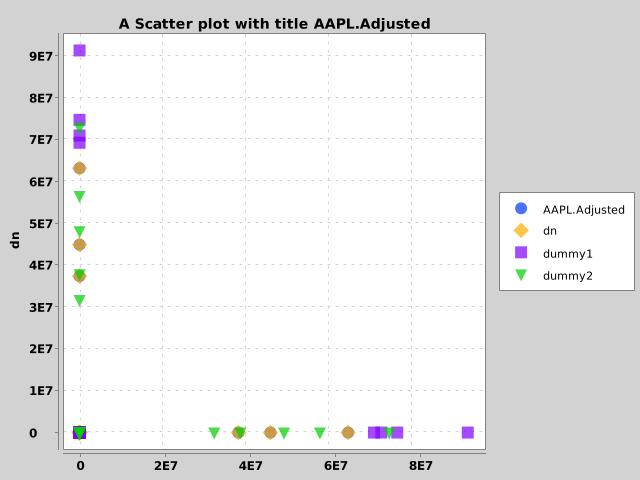 A Scatter plot with title AAPL.Adjusted
9E7
8E7
7E7
6E7
5E7
4E7
3E7
2E7
1E7
0
dn
0 2E7 4E7 6E7 8E7
AAPL.Adjusted
dn
dummy1
dummy2